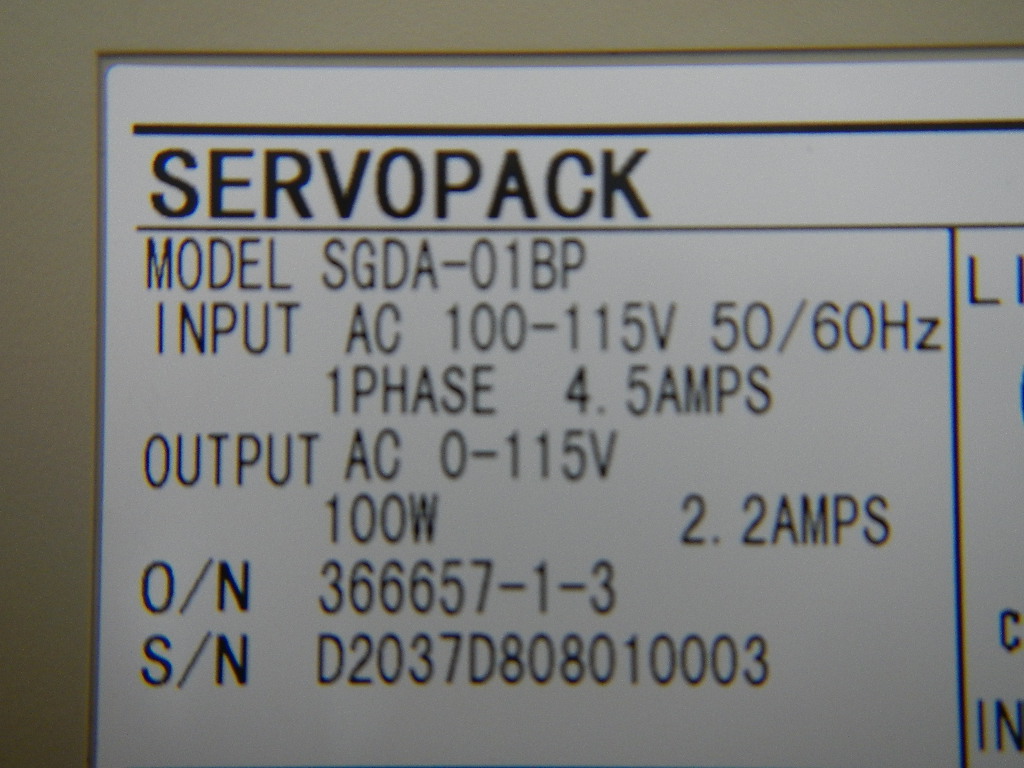 SERVOPACK
MODEL SGDA-01BP
INPUT AC 100-115V 50/60Hz
1PHASE 4.5AMPS
OUTPUT AC 0-115V
100W 2.2AMPS
O/N 366657-1-3
S/N D2037D808010003